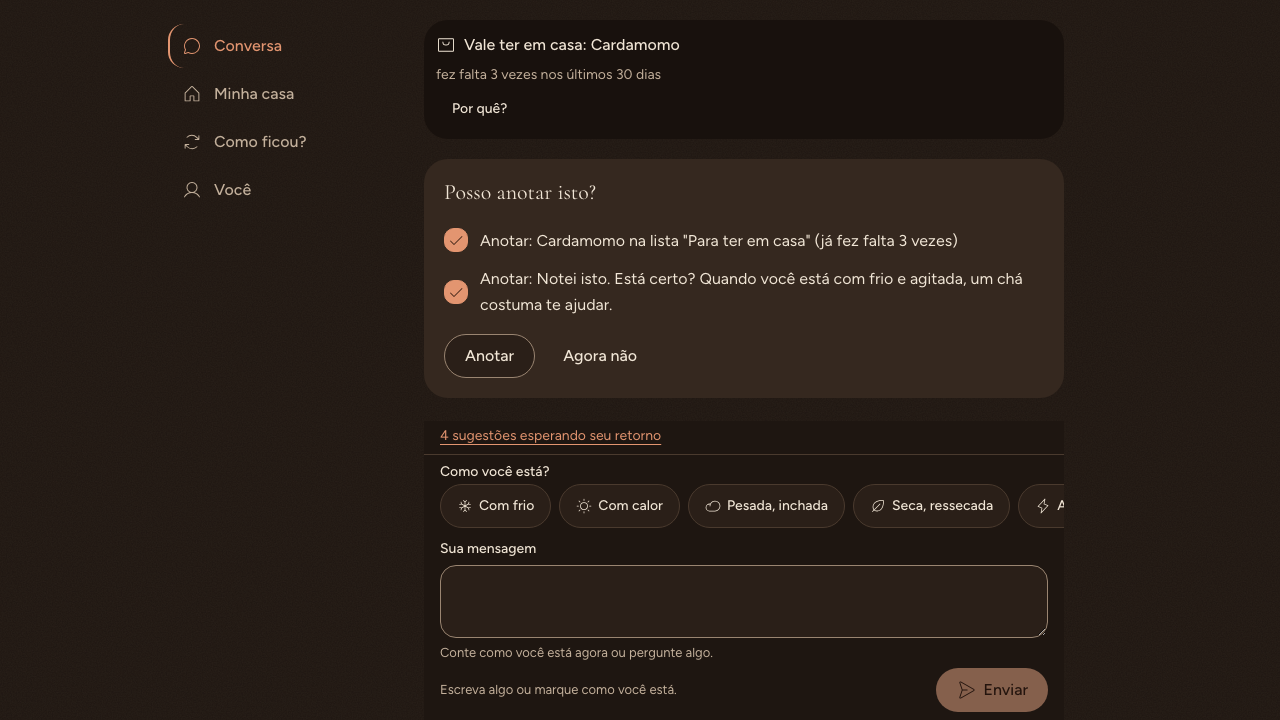 Conversa
Minha casa
Como ficou?
Você
Vale ter em casa: Cardamomo
fez falta 3 vezes nos últimos 30 dias
Por quê?
Posso anotar isto?
Anotar: Cardamomo na lista "Para ter em casa" (já fez falta 3 vezes)
Anotar: Notei isto. Está certo? Quando você está com frio e agitada, um chá
costuma te ajudar.
Anotar
Agora não
4 sugestões esperando seu retorno
Como você está?
Com frio
Com calor
Pesada, inchada
Seca, ressecada
Sua mensagem
Conte como você está agora ou pergunte algo.
Escreva algo ou marque como você está.
Enviar